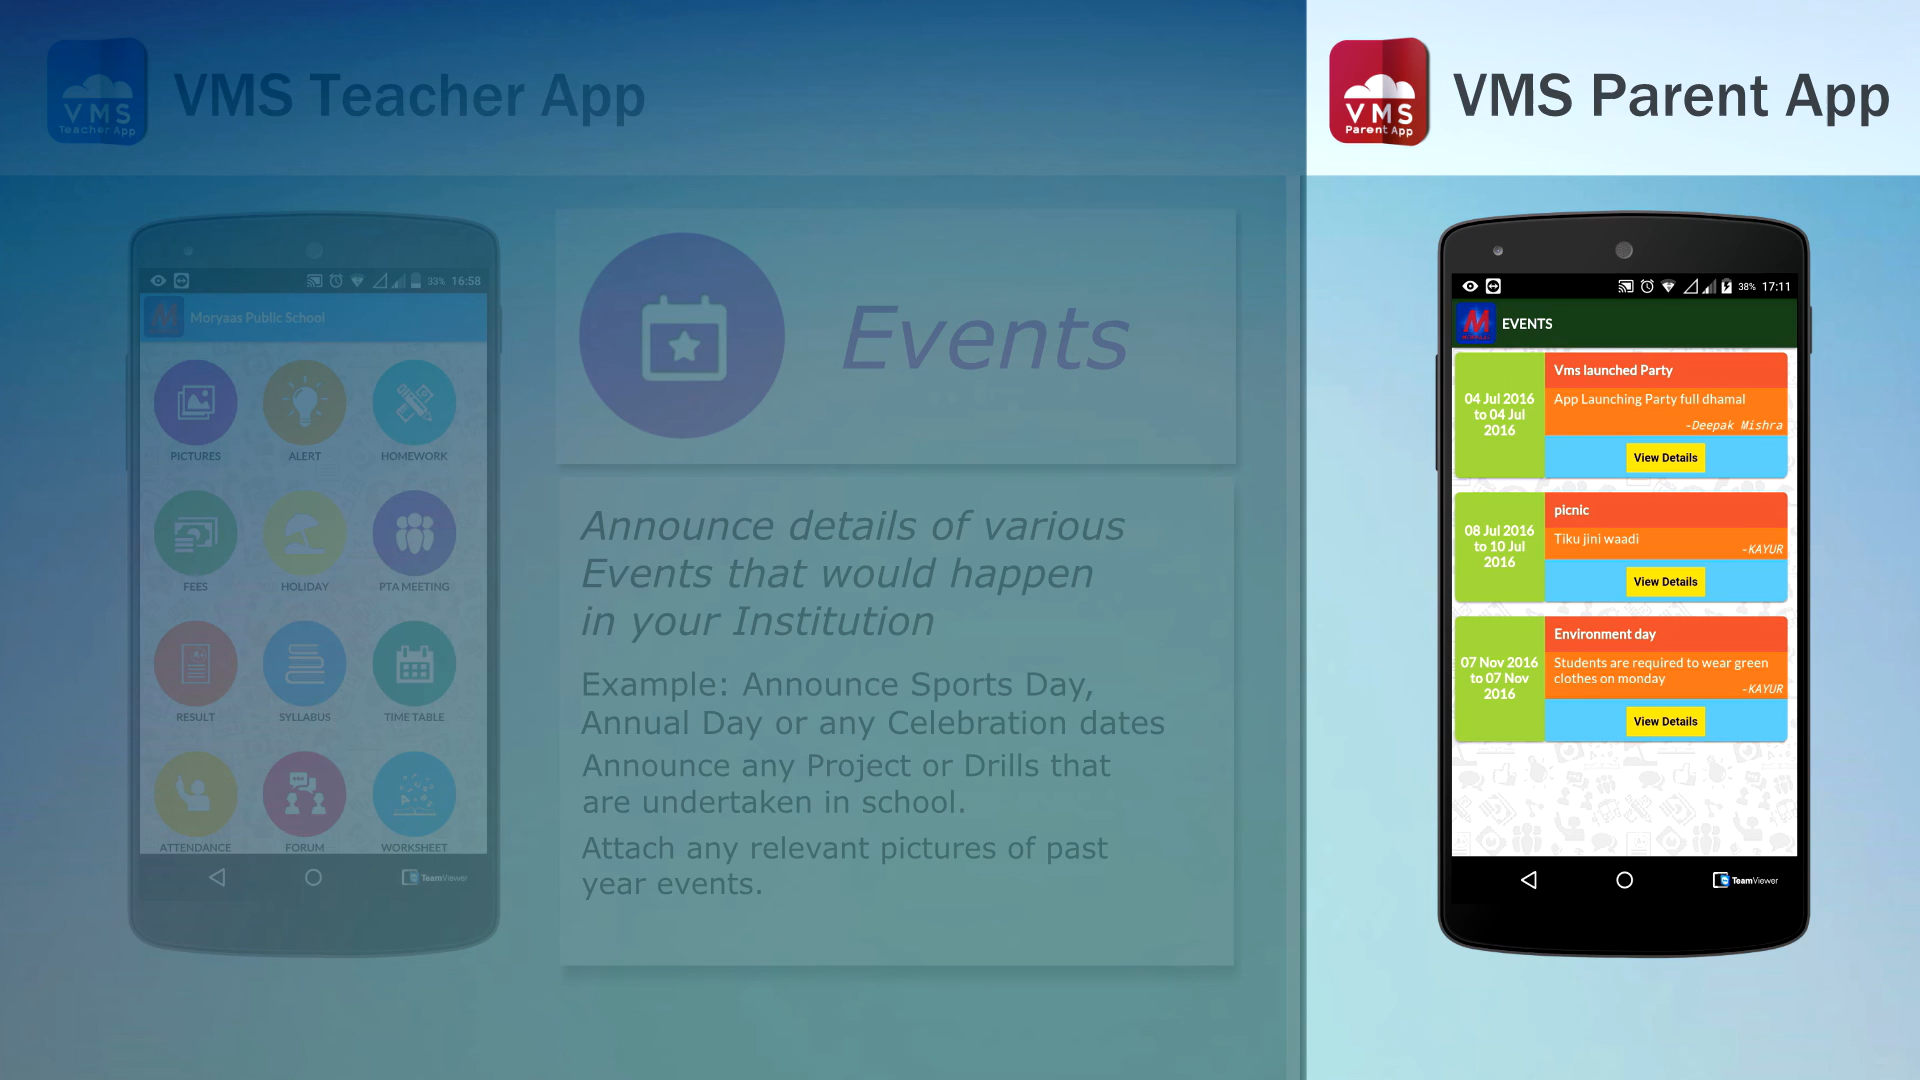 VMS
Teacher App
VMS Teacher App
VMS
Parent App
VMS Parent App
33% 16:58
M
Moryaas Public School
PICTURES
ALERT
HOMEWORK
FEES
HOLIDAY
PTA MEETING
RESULT
SYLLABUS
TIME TABLE
ATTENDANCE
FORUM
WORKSHEET
TeamViewer
Events
Announce details of various
Events that would happen
in your Institution
Example: Announce Sports Day,
Annual Day or any Celebration dates
Announce any Project or Drills that
are undertaken in school.
Attach any relevant pictures of past
year events.
38% 17:11
M
EVENTS
04 Jul 2016
to 04 Jul
2016
Vms launched Party
App Launching Party full dhamal
-Deepak Mishra
View Details
08 Jul 2016
to 10 Jul
2016
picnic
Tiku jini waadi
-KAYUR
View Details
07 Nov 2016
to 07 Nov
2016
Environment day
Students are required to wear green
clothes on monday
-KAYUR
View Details
TeamViewer